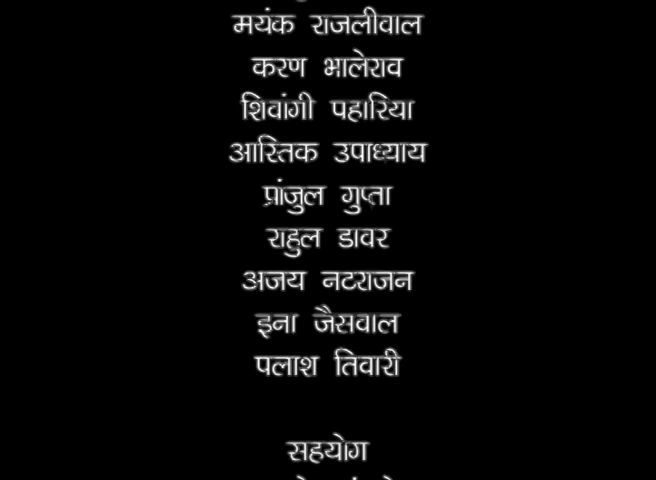 मयंक राजलीवाल
करण भालेराव
शिवांगी पहारिया
आस्तिक उपाध्याय
प्रांजुल गुप्ता
राहुल डावर
अजय नटराजन
इना जैसवाल
पलाश तिवारी
सहयोग